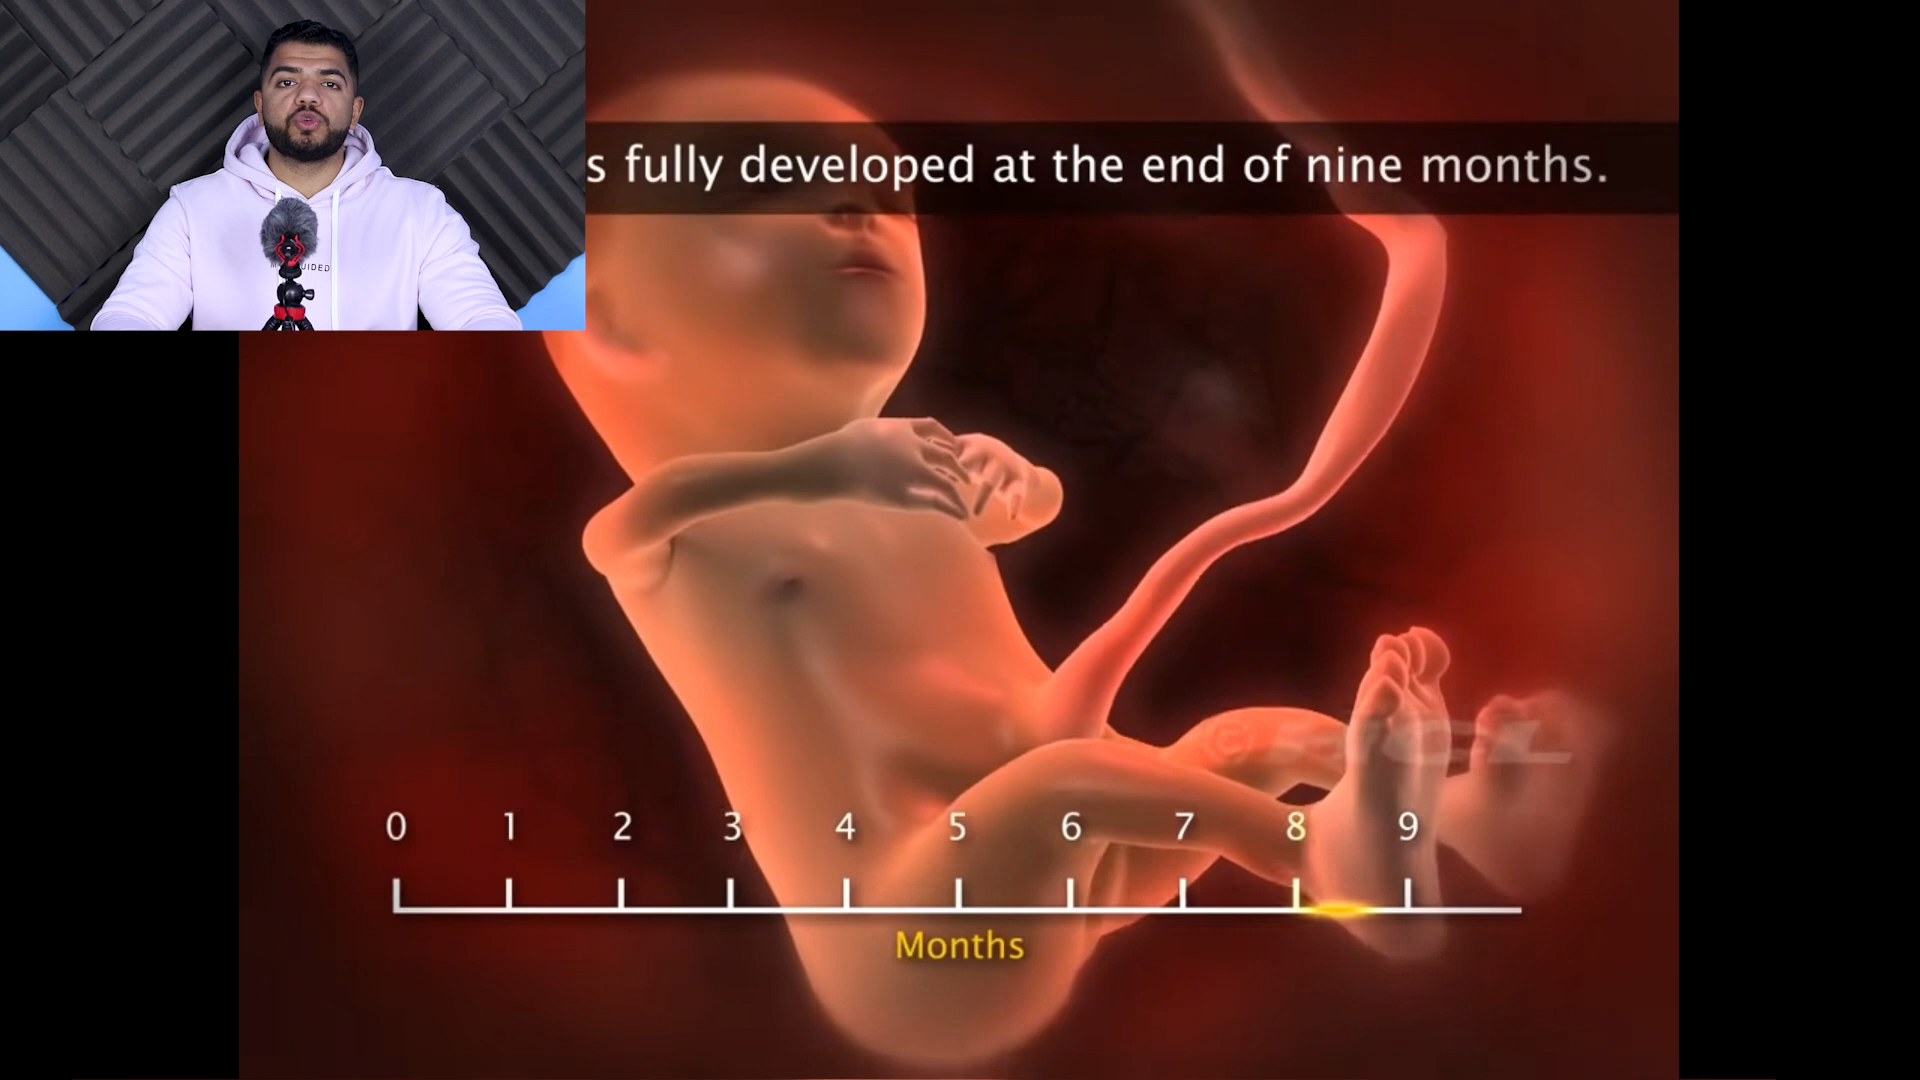 s fully developed at the end of nine months.
0 1 2 3 4 5 6 7 8 9
Months